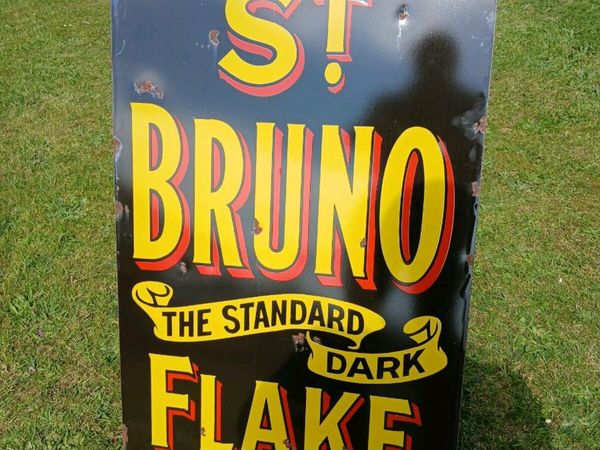 ST.
BRUNO
THE STANDARD
DARK
FLAKE